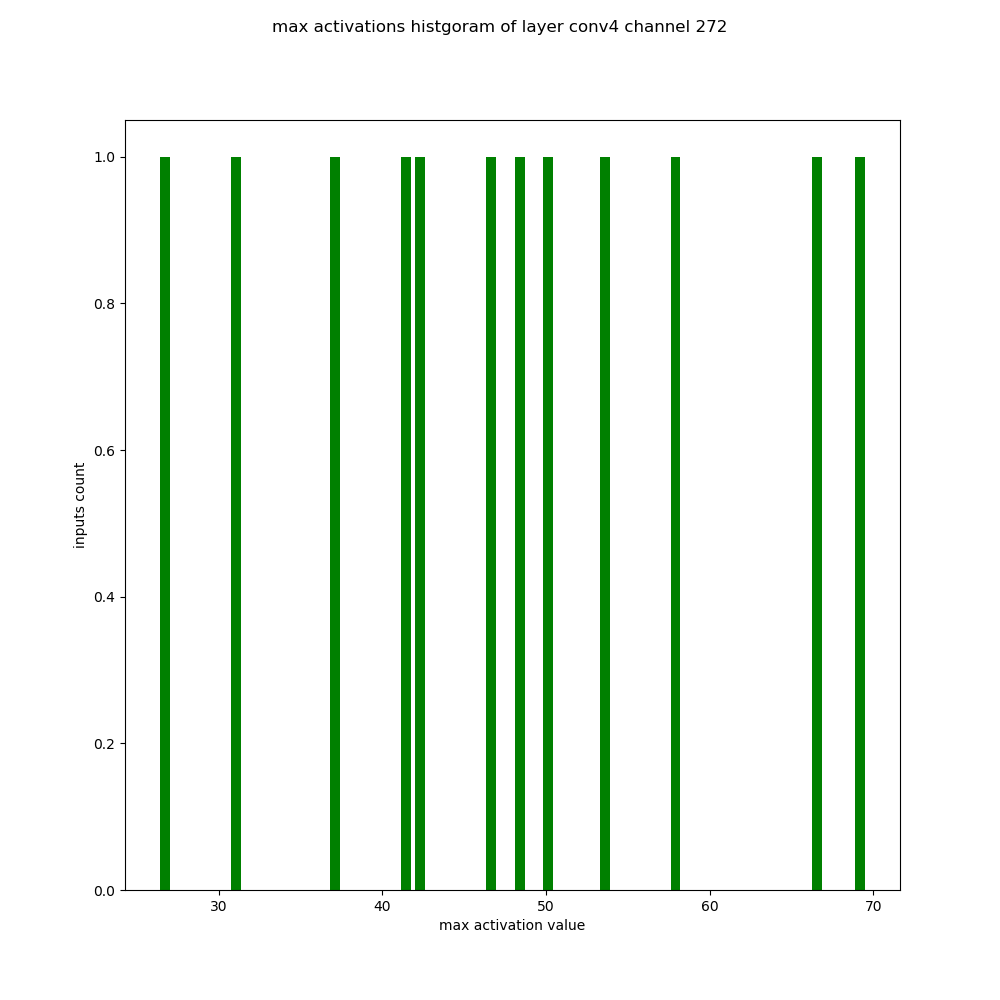 max activations histgoram of layer conv4 channel 272
1.0
0.8
0.6
0.4
0.2
0.0
inputs count
30 40 50 60 70
max activation value